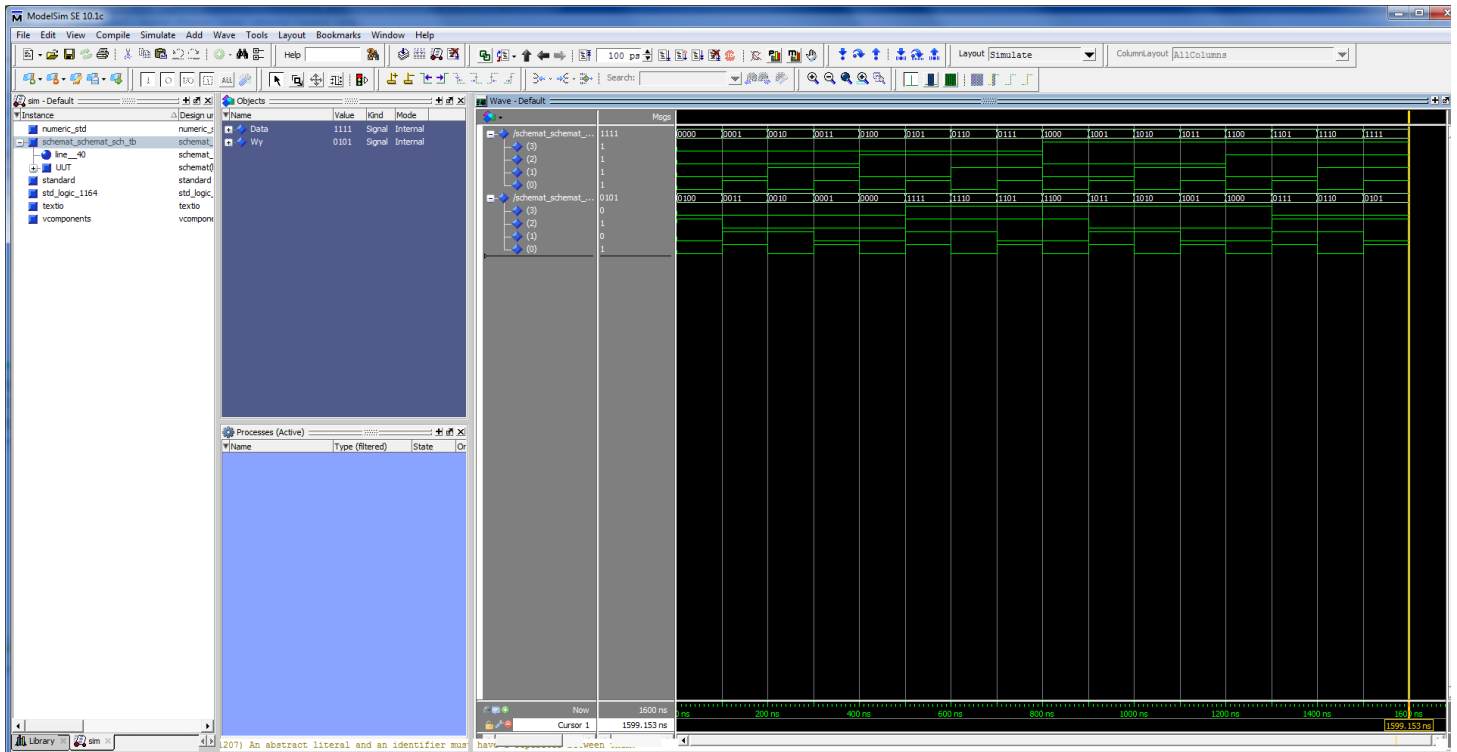 ModelSim SE 10.1c
File Edit View Compile Simulate Add Wave Tools Layout Bookmarks Window Help
Help 100 ps Layout Simulate ColumnLayout AllColumns
ALL Search:
sim - Default
Instance Design ur
numeric_std numeric_s
schemat_schemat_sch_tb schemat_
line__40 schemat_
UUT schemat(
standard standard
std_logic_1164 std_logic_
textio textio
vcomponents vcompone
Library sim
Objects
Name Value Kind Mode
Data 1111 Signal Internal
Wy 0101 Signal Internal
Processes (Active)
Name Type (filtered) State Or
Wave - Default
Msgs
/schemat_schemat_... 1111 0000 0001 0010 0011 0100 0101 0110 0111 1000 1001 1010 1011 1100 1101 1110 1111
(3) 1
(2) 1
(1) 1
(0) 1
/schemat_schemat_... 0101 0100 0011 0010 0001 0000 1111 1110 1101 1100 1011 1010 1001 1000 0111 0110 0101
(3) 0
(2) 1
(1) 0
(0) 1
Now 1600 ns ns 200 ns 400 ns 600 ns 800 ns 1000 ns 1200 ns 1400 ns 1600 ns
Cursor 1 1599.153 ns 1599.153 ns
1207) An abstract literal and an identifier mus have a separator between them.